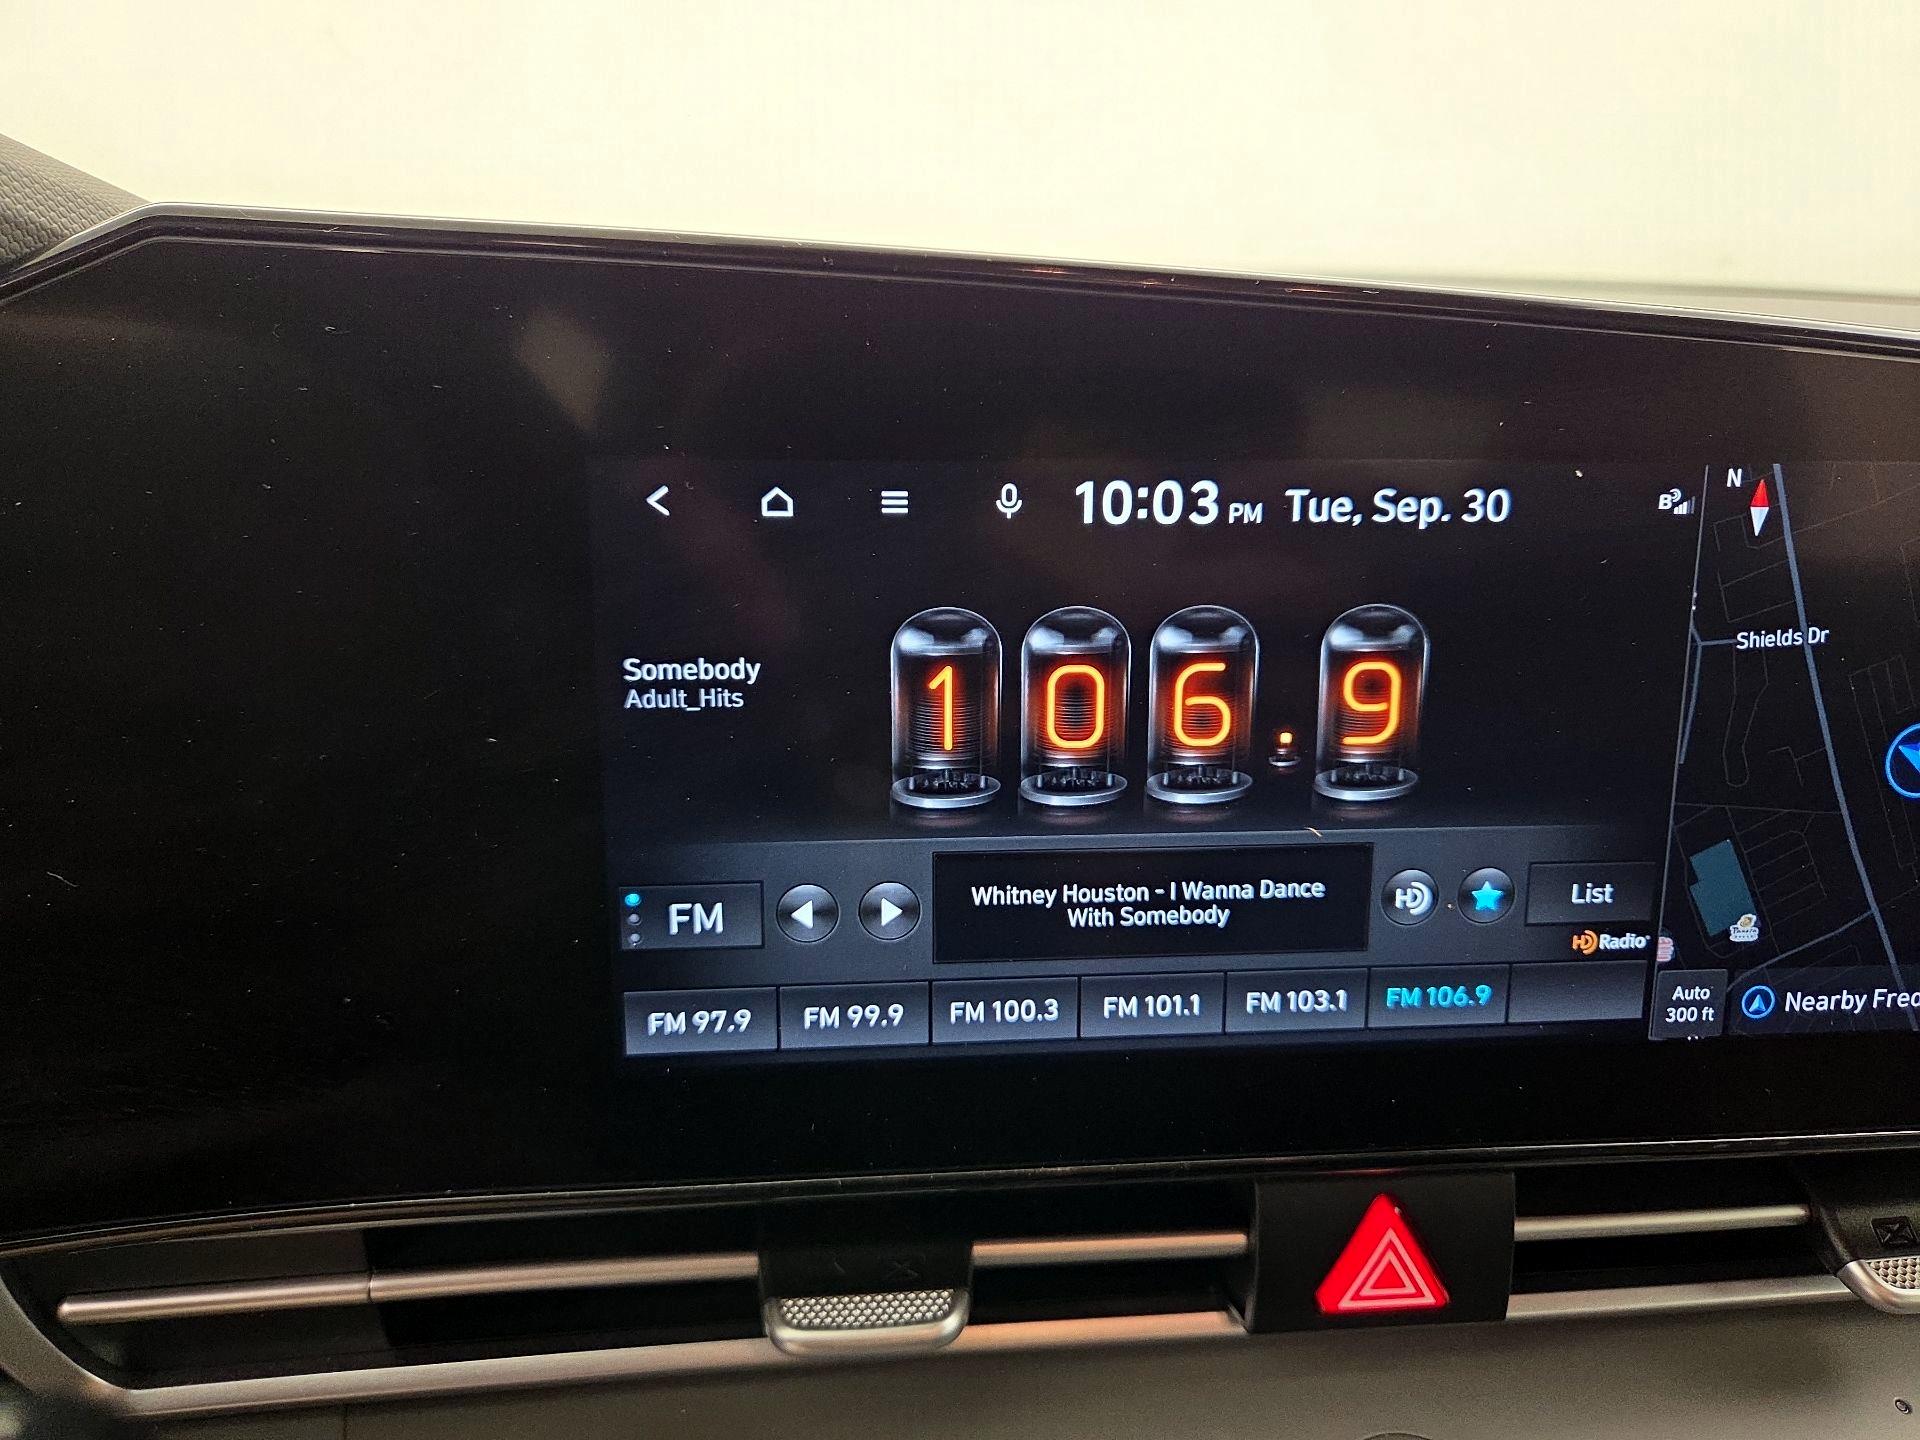 10:03 PM Tue, Sep. 30
B
N
Somebody
Adult_Hits
106.9
Shields Dr
FM
Whitney Houston - I Wanna Dance
With Somebody
HD
List
HD Radio
FM 97.9
FM 99.9
FM 100.3
FM 101.1
FM 103.1
FM 106.9
Auto
300 ft
Nearby